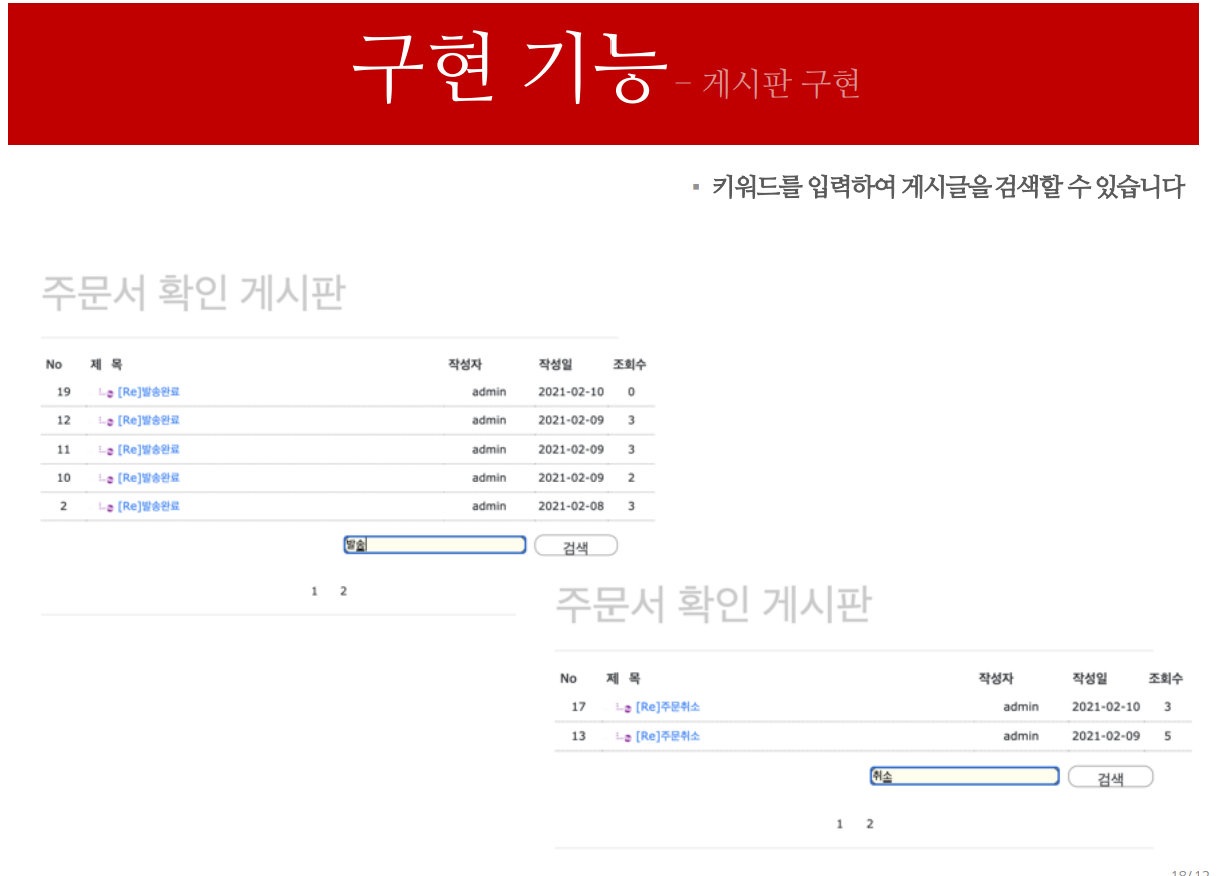 구현 기능 – 게시판 구현
▪ 키워드를 입력하여 게시글을 검색할 수 있습니다
주문서 확인 게시판
No 제 목 작성자 작성일 조회수
19 [Re]발송완료 admin 2021-02-10 0
12 [Re]발송완료 admin 2021-02-09 3
11 [Re]발송완료 admin 2021-02-09 3
10 [Re]발송완료 admin 2021-02-09 2
2 [Re]발송완료 admin 2021-02-08 3
발송 검색
1 2
주문서 확인 게시판
No 제 목 작성자 작성일 조회수
17 [Re]주문취소 admin 2021-02-10 3
13 [Re]주문취소 admin 2021-02-09 5
취소 검색
1 2